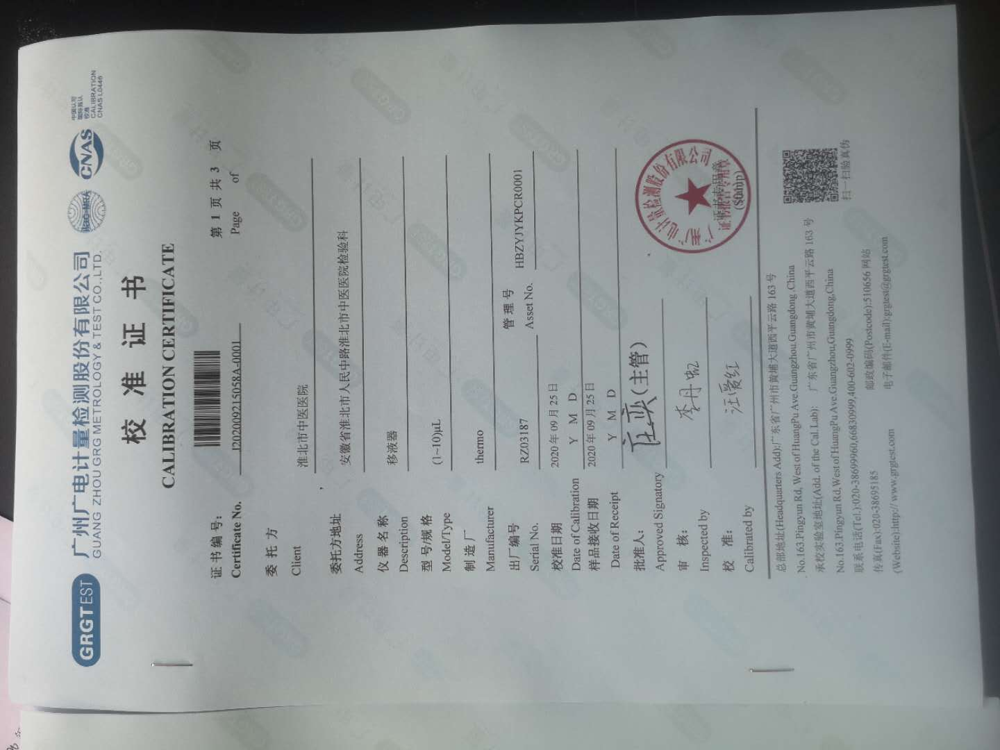 GRGTEST
广州广电计量检测股份有限公司
GUANG ZHOU GRG METROLOGY & TEST CO.,LTD.
ilac-MRA
CNAS
中国认可
国际互认
校准
CALIBRATION
CNAS L0446
校 准 证 书
CALIBRATION CERTIFICATE
证书编号:
Certificate No.
J202009215058A-0001
第 1 页 共 3 页
Page of
委 托 方
Client
淮北市中医医院
委托方地址
Address
安徽省淮北市人民中路淮北市中医医院检验科
仪 器 名 称
Description
移液器
型 号/规 格
Model/Type
(1~10)μL
制 造 厂
Manufacturer
thermo
出厂编号
Serial No.
RZ03187
管 理 号
Asset No.
HBZYJYKPCR0001
校准日期
Date of Calibration
2020 年 09 月 25 日
Y M D
样品接收日期
Date of Receipt
2020 年 09 月 25 日
Y M D
批准人:
Approved Signatory
(主管)
审 核:
Inspected by
校 准:
Calibrated by
汪爱红
广州广电计量检测股份有限公司
证书报告专用章
(Stamp)
总部地址(Headquarters Add):广东省广州市黄埔大道西平云路 163 号
No.163.Pingyun Rd, West of HuangPu Ave.Guangzhou.Guangdong ,China
承校实验室地址(Add. of the Cal.Lab): 广东省广州市黄埔大道西平云路 163 号
No.163.Pingyun Rd,West of HuangPu Ave.Guangzhou,Guangdong,China
联系电话(Tel.):020-38699960,66830999,400-602-0999
传真(Fax):020-38695185
邮政编码(Postcode):510656 网站
(Website):http:// www.grgtest.com
电子邮件(E-mail):grgtest@grgtest.com
扫一扫验真伪